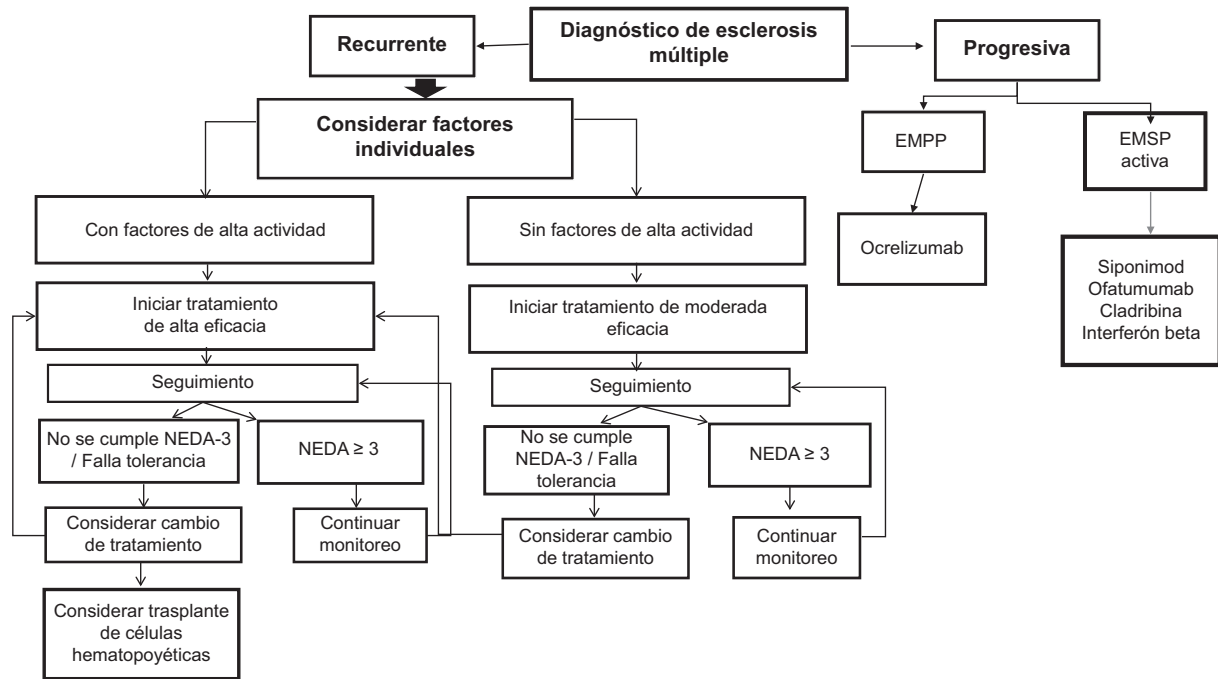 Diagnóstico de esclerosis
múltiple
Recurrente
Progresiva
Considerar factores
individuales
EMPP
EMSP
activa
Con factores de alta actividad
Sin factores de alta actividad
Ocrelizumab
Siponimod
Ofatumumab
Cladribina
Interferón beta
Iniciar tratamiento
de alta eficacia
Iniciar tratamiento de moderada
eficacia
Seguimiento
Seguimiento
No se cumple NEDA-3
/ Falla tolerancia
NEDA ≥ 3
No se cumple
NEDA-3 / Falla
tolerancia
NEDA ≥ 3
Considerar cambio
de tratamiento
Continuar
monitoreo
Considerar cambio
de tratamiento
Continuar
monitoreo
Considerar trasplante
de células
hematopoyéticas